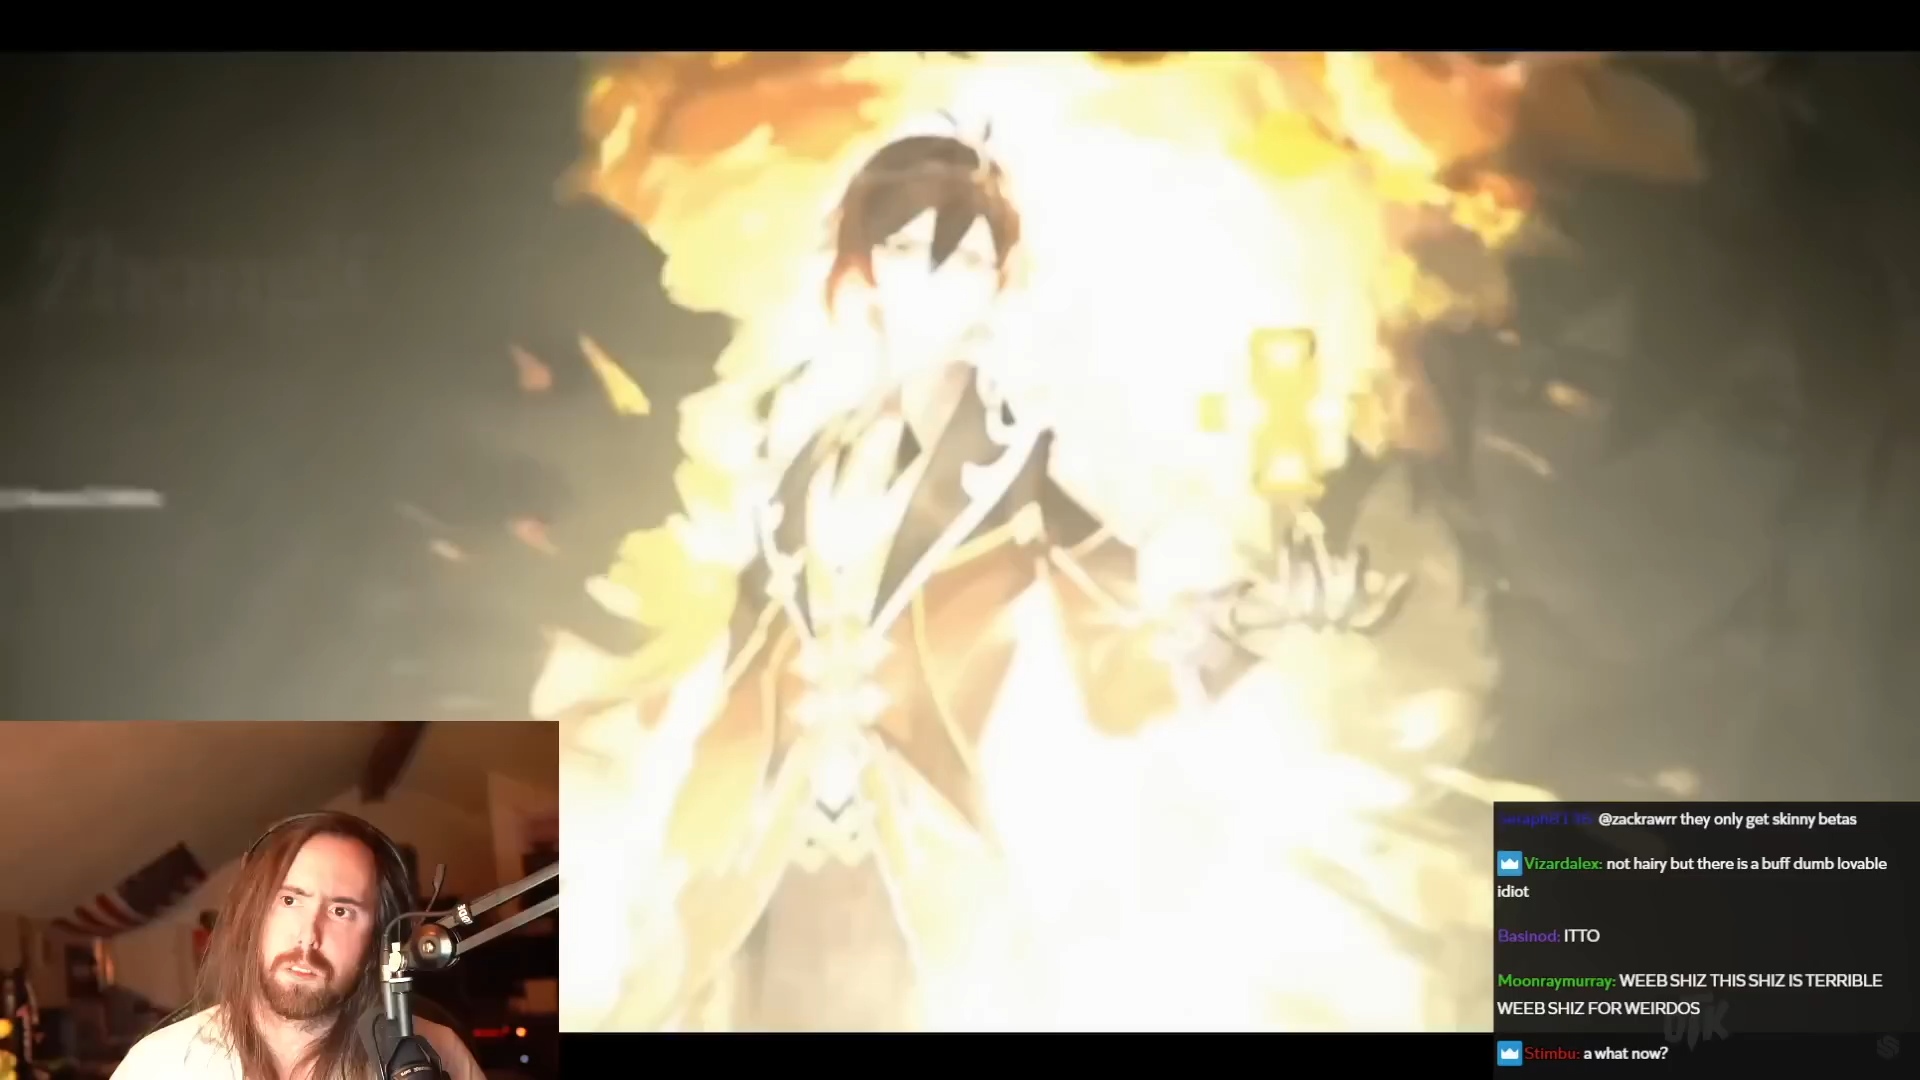 @zackrawrr they only get skinny betas
Vizardalex: not hairy but there is a buff dumb lovable
idiot
Basinod: ITTO
Moonraymurray: WEEB SHIZ THIS SHIZ IS TERRIBLE
WEEB SHIZ FOR WEIRDOS
Stimbu: a what now?